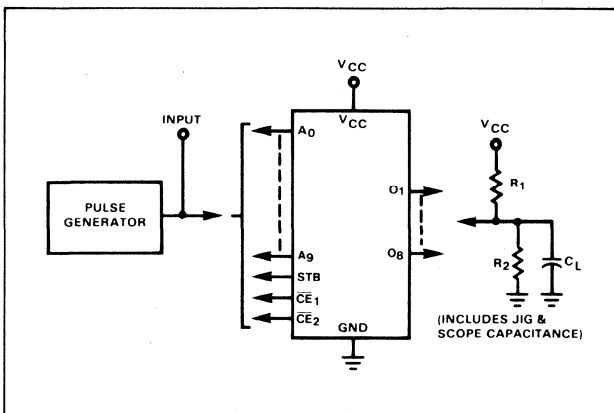 VCC
INPUT
VCC
A0
VCC
R1
O1
PULSE
GENERATOR
A9
O8
R2
CL
STB
CE1
CE2
GND
(INCLUDES JIG &
SCOPE CAPACITANCE)